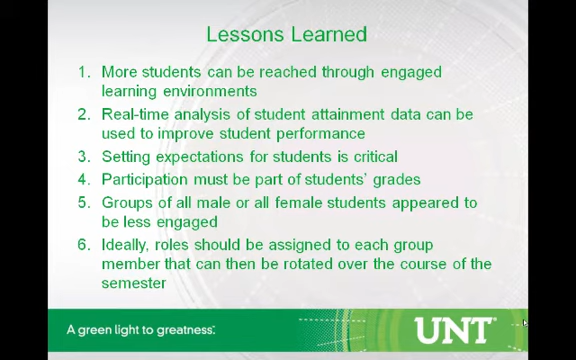 Lessons Learned
1. More students can be reached through engaged
learning environments
2. Real-time analysis of student attainment data can be
used to improve student performance
3. Setting expectations for students is critical
4. Participation must be part of students' grades
5. Groups of all male or all female students appeared to
be less engaged
6. Ideally, roles should be assigned to each group
member that can then be rotated over the course of the
semester
A green light to greatness.
UNT